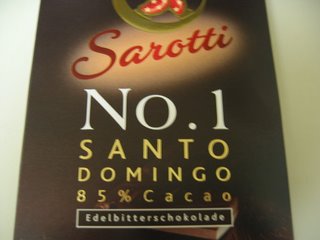 Sarotti
No.1
SANTO
DOMINGO
85% Cacao
Edelbitterschokolade